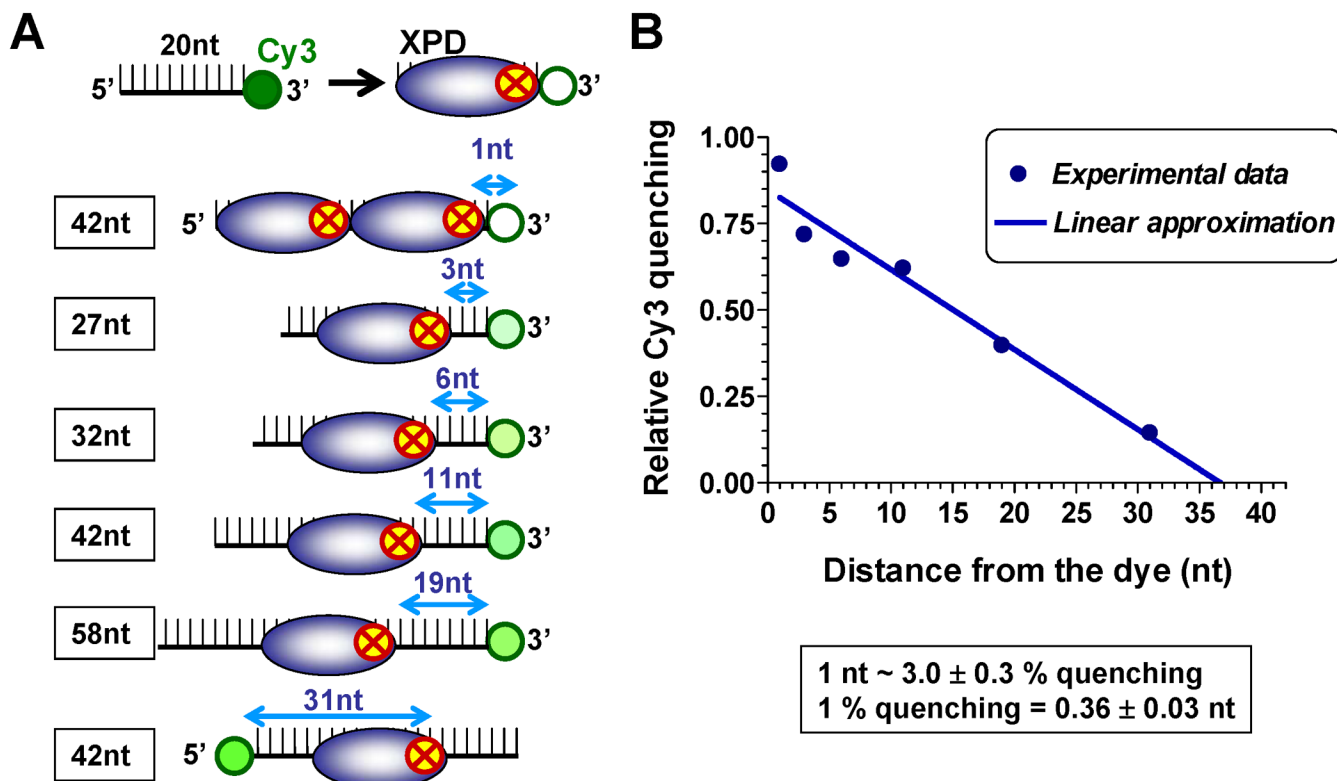 A
20nt
Cy3
5’
3’
XPD
3’
1nt
42nt
5’
3’
3nt
27nt
3’
6nt
32nt
3’
11nt
42nt
3’
19nt
58nt
3’
31nt
42nt
5’
B
Relative Cy3 quenching
1.00
0.75
0.50
0.25
0.00
0 5 10 15 20 25 30 35 40
Distance from the dye (nt)
Experimental data
Linear approximation
1 nt ~ 3.0 ± 0.3 % quenching
1 % quenching = 0.36 ± 0.03 nt